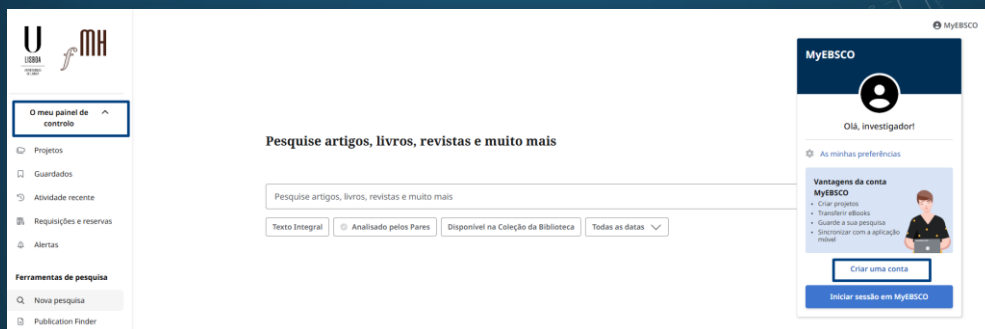 MyEBSCO
U
LISBOA
fMH
O meu painel de
controlo
Projetos
Guardados
Atividade recente
Requisições e reservas
Alertas
Ferramentas de pesquisa
Nova pesquisa
Publication Finder
Pesquise artigos, livros, revistas e muito mais
Pesquise artigos, livros, revistas e muito mais
Texto Integral
Analisado pelos Pares
Disponível na Coleção da Biblioteca
Todas as datas
MyEBSCO
Olá, investigador!
As minhas preferências
Vantagens da conta
MyEBSCO
• Criar projetos
• Transferir eBooks
• Guarde a sua pesquisa
• Sincronizar com a aplicação
móvel
Criar uma conta
Iniciar sessão em MyEBSCO